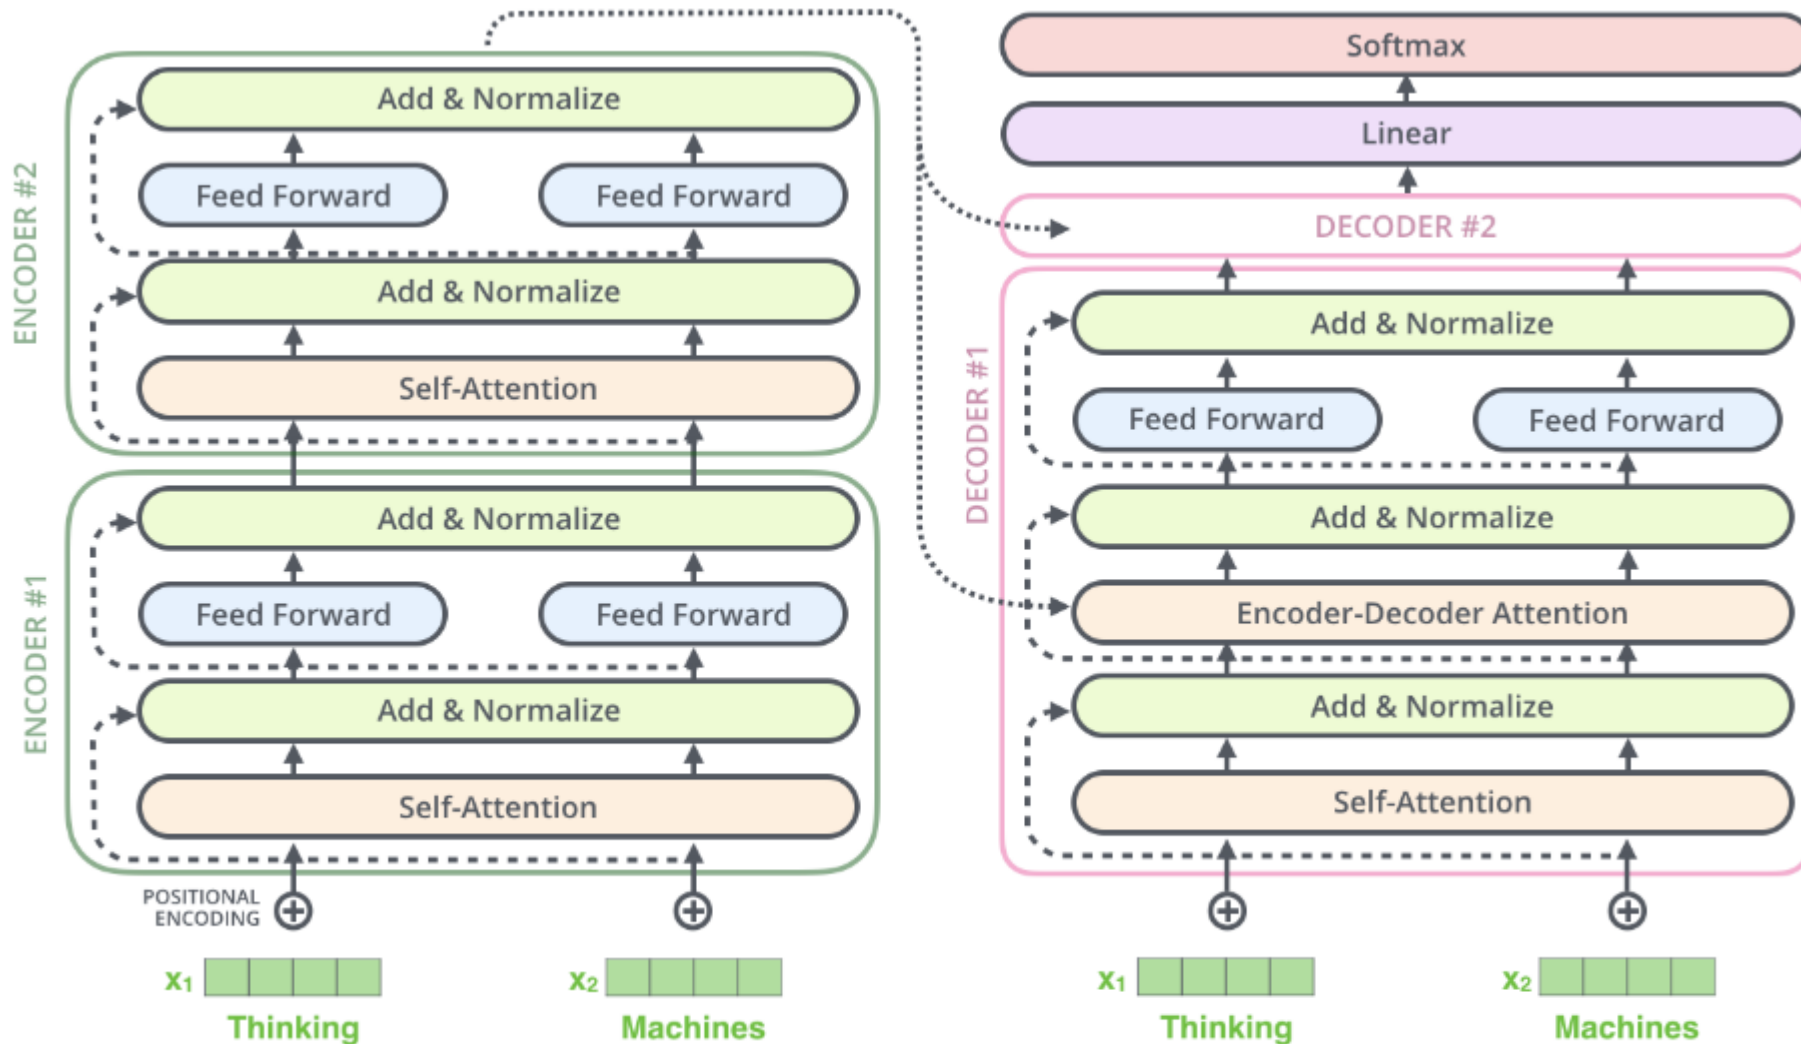 ENCODER #2
Add & Normalize
Feed Forward
Feed Forward
Add & Normalize
Self-Attention
ENCODER #1
Add & Normalize
Feed Forward
Feed Forward
Add & Normalize
Self-Attention
POSITIONAL
ENCODING
x₁
x₂
Thinking
Machines
Softmax
Linear
DECODER #2
DECODER #1
Add & Normalize
Feed Forward
Feed Forward
Add & Normalize
Encoder-Decoder Attention
Add & Normalize
Self-Attention
x₁
x₂
Thinking
Machines